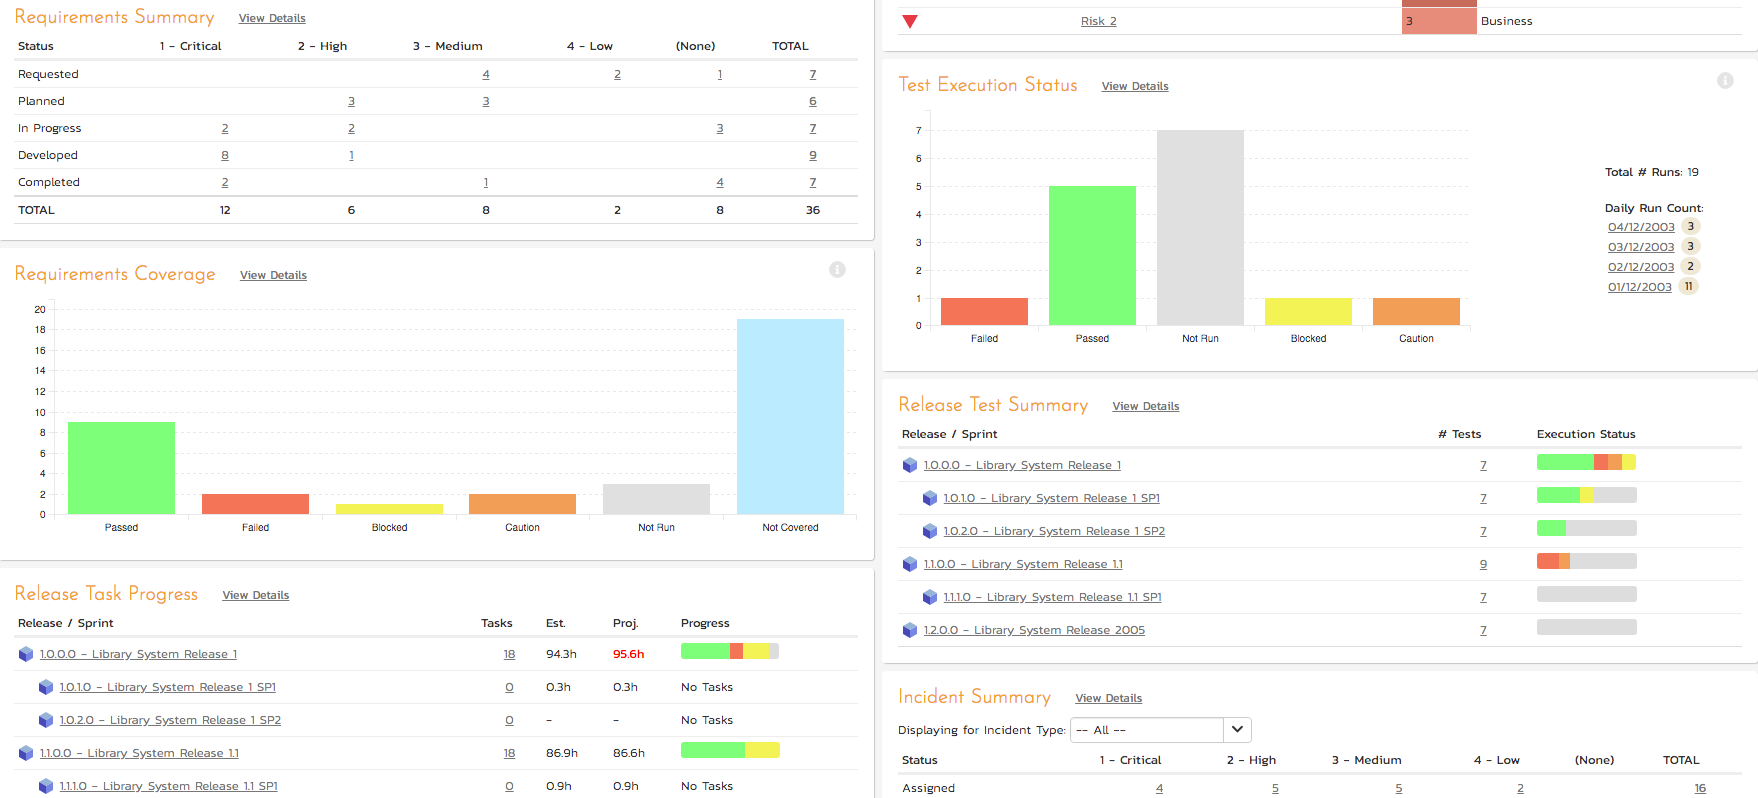 Requirements Summary View Details
Status 1 - Critical 2 - High 3 - Medium 4 - Low (None) TOTAL
Requested 4 2 1 7
Planned 3 3 6
In Progress 2 2 3 7
Developed 8 1 9
Completed 2 1 4 7
TOTAL 12 6 8 2 8 36
Requirements Coverage View Details
20
18
16
14
12
10
8
6
4
2
0
Passed Failed Blocked Caution Not Run Not Covered
Release Task Progress View Details
Release / Sprint Tasks Est. Proj. Progress
1.0.0.0 - Library System Release 1 18 94.3h 95.6h
1.0.1.0 - Library System Release 1 SP1 0 0.3h 0.3h No Tasks
1.0.2.0 - Library System Release 1 SP2 0 - - No Tasks
1.1.0.0 - Library System Release 1.1 18 86.9h 86.6h
1.1.1.0 - Library System Release 1.1 SP1 0 0.9h 0.9h No Tasks
Risk 2 3 Business
Test Execution Status View Details
7
6
5
4
3
2
1
0
Failed Passed Not Run Blocked Caution
Total # Runs: 19
Daily Run Count:
04/12/2003 3
03/12/2003 3
02/12/2003 2
01/12/2003 11
Release Test Summary View Details
Release / Sprint # Tests Execution Status
1.0.0.0 - Library System Release 1 7
1.0.1.0 - Library System Release 1 SP1 7
1.0.2.0 - Library System Release 1 SP2 7
1.1.0.0 - Library System Release 1.1 9
1.1.1.0 - Library System Release 1.1 SP1 7
1.2.0.0 - Library System Release 2005 7
Incident Summary View Details
Displaying for Incident Type: -- All --
Status 1 - Critical 2 - High 3 - Medium 4 - Low (None) TOTAL
Assigned 4 5 5 2 16